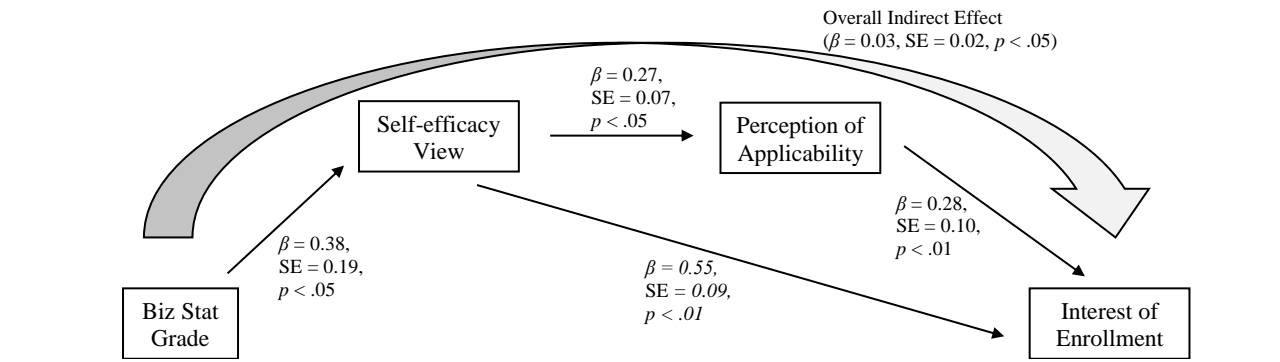 Overall Indirect Effect
(β = 0.03, SE = 0.02, p < .05)
β = 0.27,
SE = 0.07,
p < .05
Self-efficacy
View
Perception of
Applicability
β = 0.28,
SE = 0.10,
p < .01
β = 0.38,
SE = 0.19,
p < .05
β = 0.55,
SE = 0.09,
p < .01
Biz Stat
Grade
Interest of
Enrollment